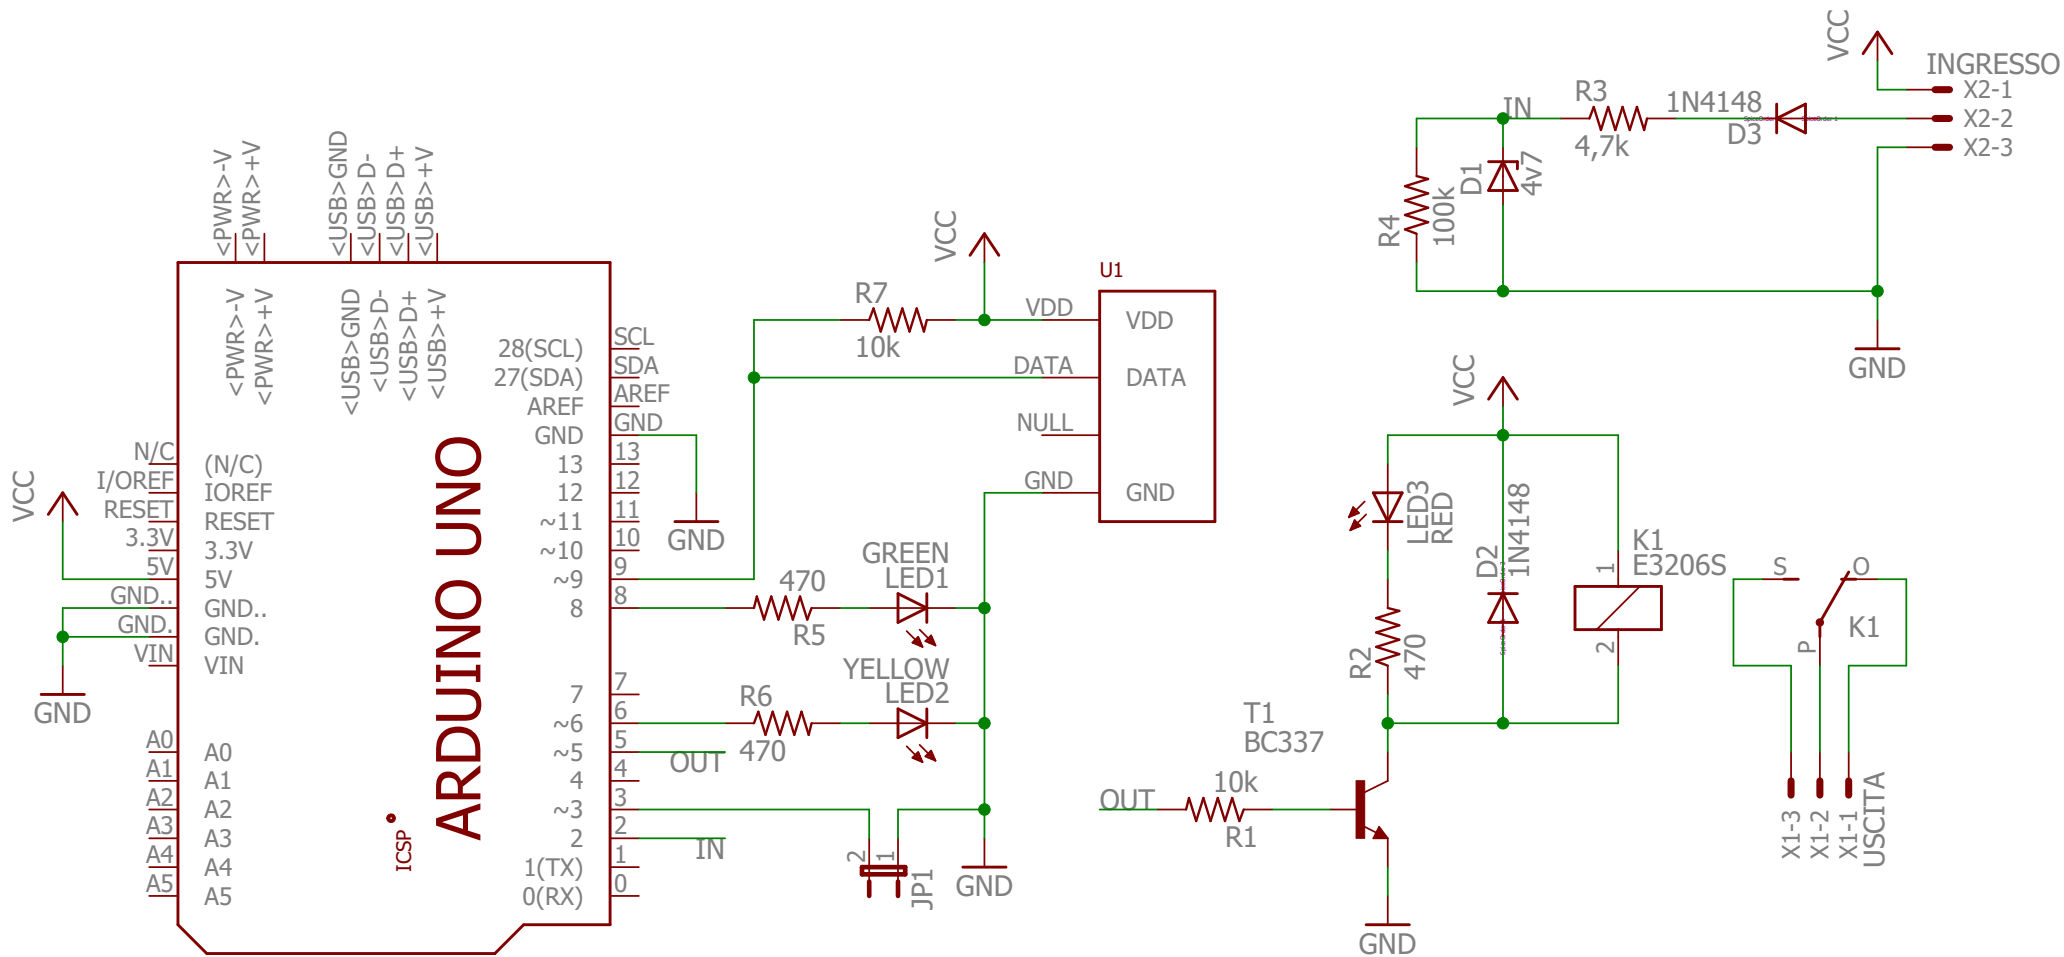 <PWR>-V
<PWR>+V
<USB>GND
<USB>D-
<USB>D+
<USB>+V
<PWR>-V
<PWR>+V
<USB>GND
<USB>D-
<USB>D+
<USB>+V
ARDUINO UNO
ICSP
VCC
N/C
I/OREF
RESET
3.3V
5V
GND..
GND.
VIN
A0
A1
A2
A3
A4
A5
(N/C)
IOREF
RESET
3.3V
5V
GND..
GND.
VIN
A0
A1
A2
A3
A4
A5
GND
28(SCL)
27(SDA)
AREF
GND
13
12
~11
~10
~9
8
7
~6
~5
4
~3
2
1(TX)
0(RX)
SCL
SDA
AREF
GND
13
12
11
10
9
8
7
6
5
4
3
2
1
0
GND
OUT
IN
R7
10k
VCC
U1
VDD
DATA
NULL
GND
VDD
DATA
GND
GREEN
LED1
470
R5
YELLOW
LED2
R6
470
2
1
JP1
GND
VCC
INGRESSO
X2-1
X2-2
X2-3
IN
R3
4,7k
1N4148
D3
D1
4v7
R4
100k
GND
VCC
LED3
RED
D2
1N4148
K1
E3206S
1
2
R2
470
T1
BC337
OUT
10k
R1
GND
S
O
P
K1
X1-3
X1-2
X1-1
USCITA